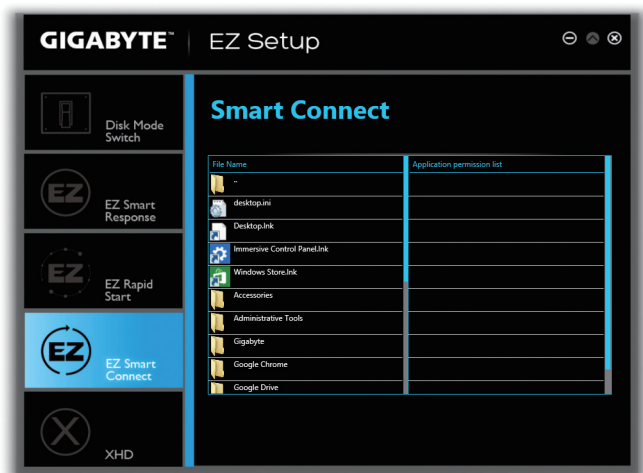 GIGABYTE™ EZ Setup
Disk Mode
Switch
EZ
EZ Smart
Response
EZ
EZ Rapid
Start
EZ
EZ Smart
Connect
X
XHD
Smart Connect
File Name Application permission list
..
desktop.ini
Desktop.lnk
Immersive Control Panel.lnk
Windows Store.lnk
Accessories
Administrative Tools
Gigabyte
Google Chrome
Google Drive